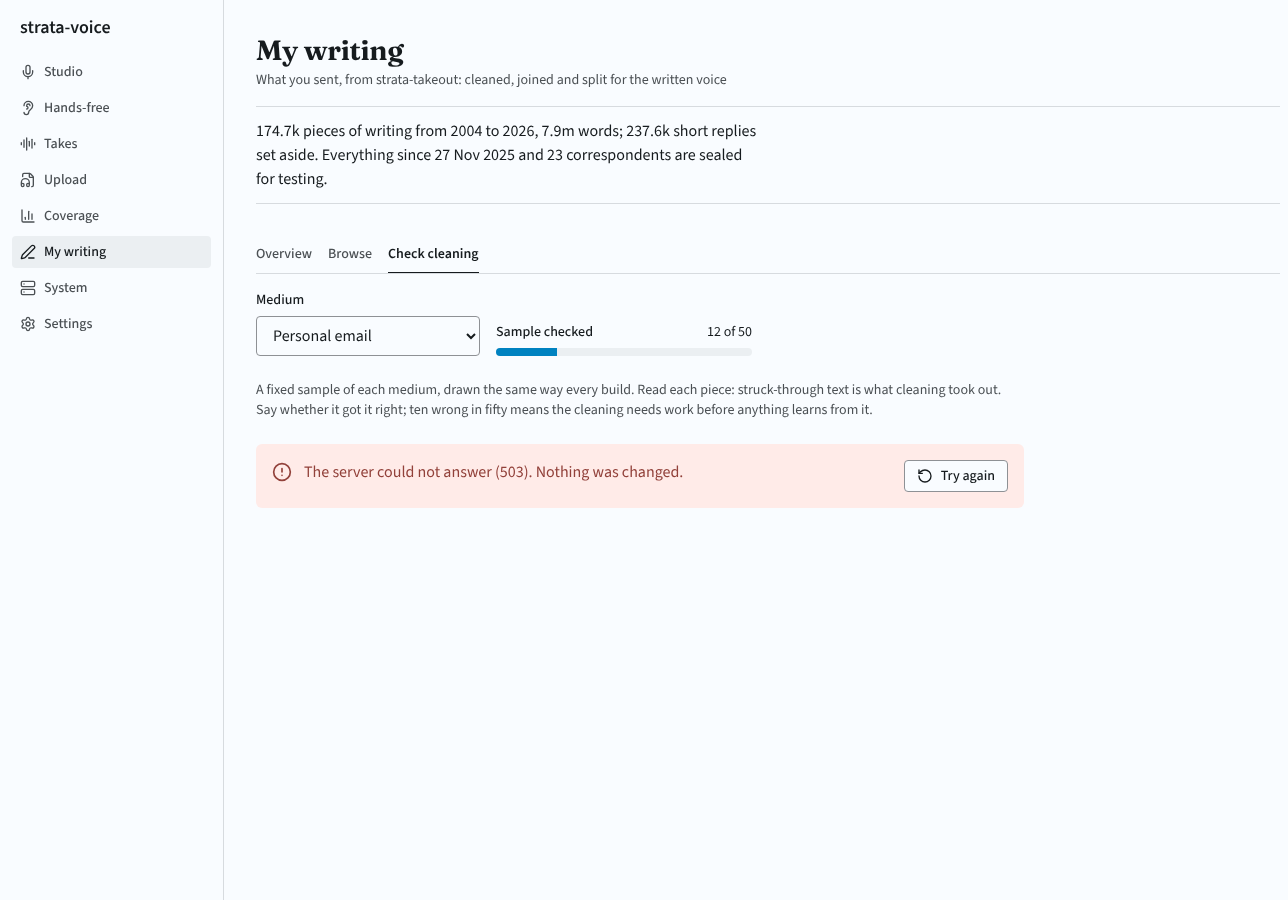 strata-voice
Studio
Hands-free
Takes
Upload
Coverage
My writing
System
Settings
My writing
What you sent, from strata-takeout: cleaned, joined and split for the written voice
174.7k pieces of writing from 2004 to 2026, 7.9m words; 237.6k short replies
set aside. Everything since 27 Nov 2025 and 23 correspondents are sealed
for testing.
Overview Browse Check cleaning
Medium
Personal email
Sample checked 12 of 50
A fixed sample of each medium, drawn the same way every build. Read each piece: struck-through text is what cleaning took out.
Say whether it got it right; ten wrong in fifty means the cleaning needs work before anything learns from it.
The server could not answer (503). Nothing was changed.
Try again